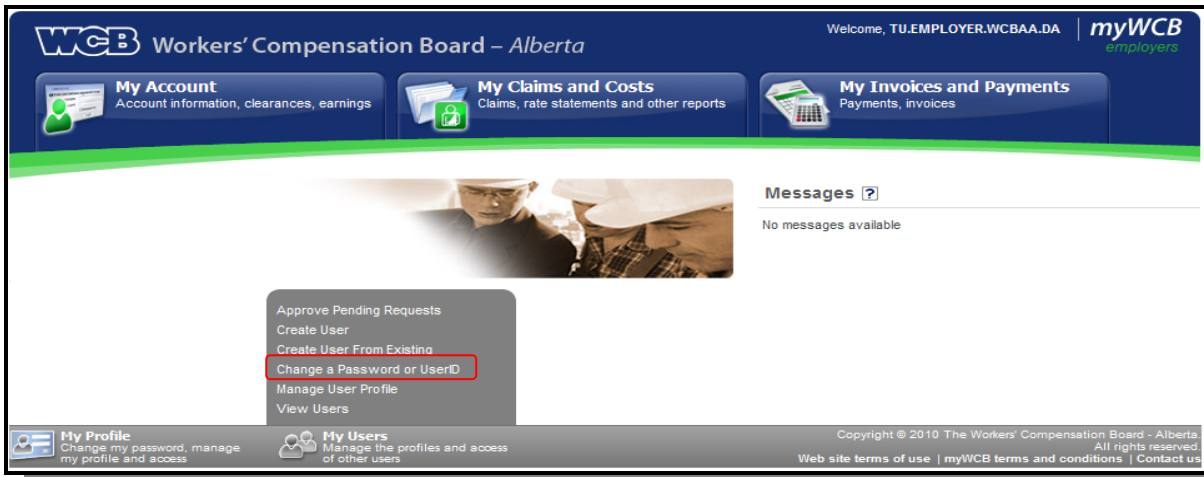 WCB Workers' Compensation Board – Alberta
Welcome, TU.EMPLOYER.WCBAA.DA
myWCB
employers
My Account
Account information, clearances, earnings
My Claims and Costs
Claims, rate statements and other reports
My Invoices and Payments
Payments, invoices
Messages ?
No messages available
Approve Pending Requests
Create User
Create User From Existing
Change a Password or UserID
Manage User Profile
View Users
My Profile
Change my password, manage
my profile and access
My Users
Manage the profiles and access
of other users
Copyright © 2010 The Workers' Compensation Board - Alberta.
All rights reserved.
Web site terms of use | myWCB terms and conditions | Contact us